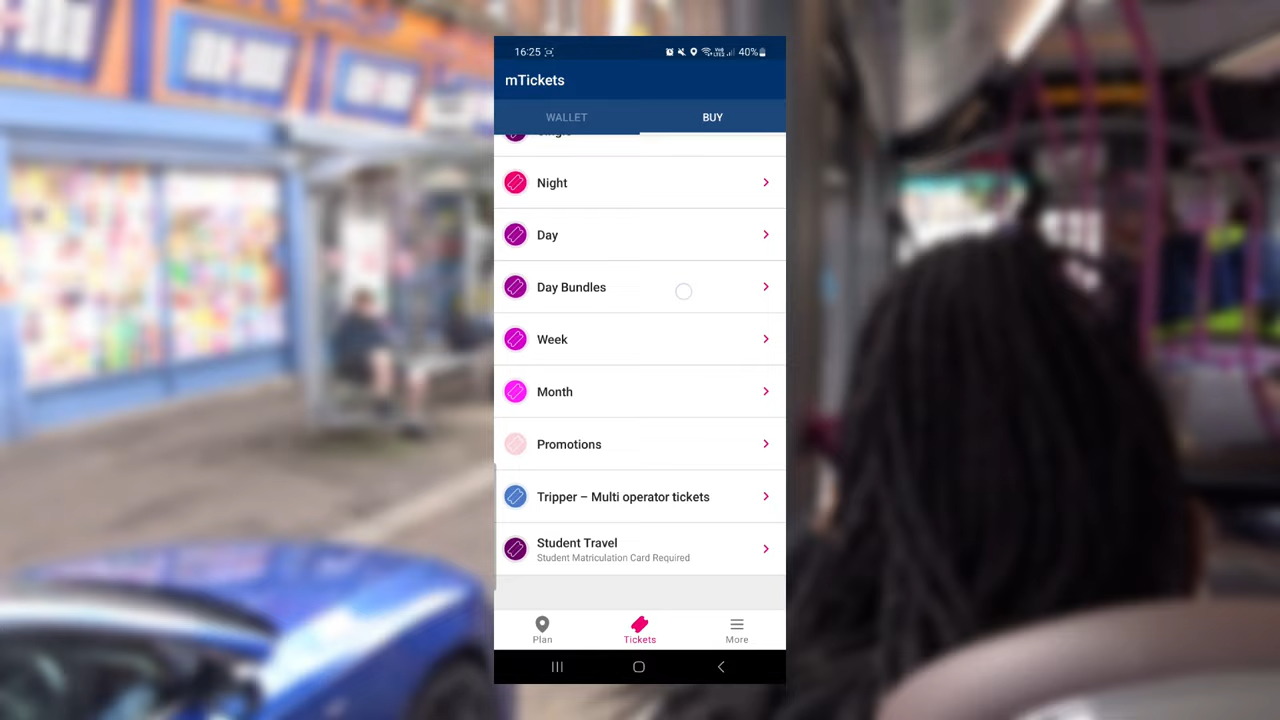 16:25
40%
mTickets
WALLET
BUY
Night
Day
Day Bundles
Week
Month
Promotions
Tripper – Multi operator tickets
Student Travel
Student Matriculation Card Required
Plan
Tickets
More